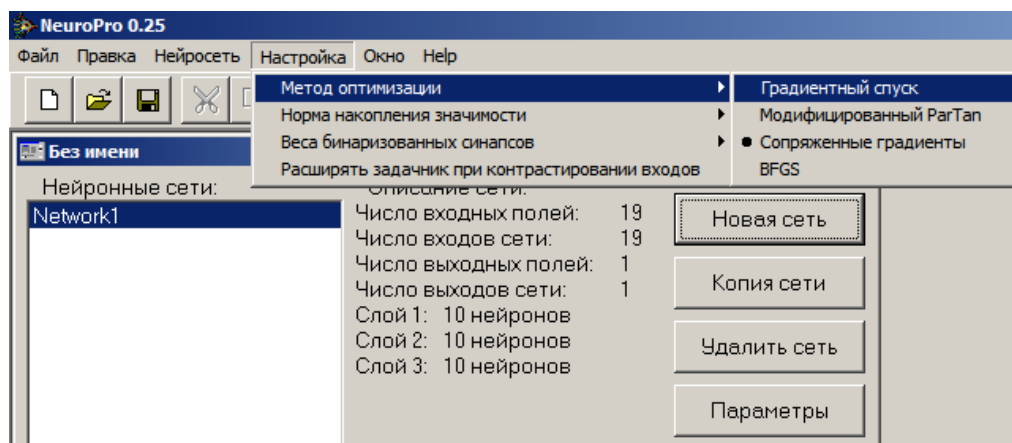 NeuroPro 0.25
Файл Правка Нейросеть Настройка Окно Help
Метод оптимизации
Норма накопления значимости
Веса бинаризованных синапсов
Расширять задачник при контрастировании входов
Градиентный спуск
Модифицированный ParTan
Сопряженные градиенты
BFGS
Без имени
Нейронные сети:
Network1
Описание сети:
Число входных полей: 19
Число входов сети: 19
Число выходных полей: 1
Число выходов сети: 1
Слой 1: 10 нейронов
Слой 2: 10 нейронов
Слой 3: 10 нейронов
Новая сеть
Копия сети
Удалить сеть
Параметры